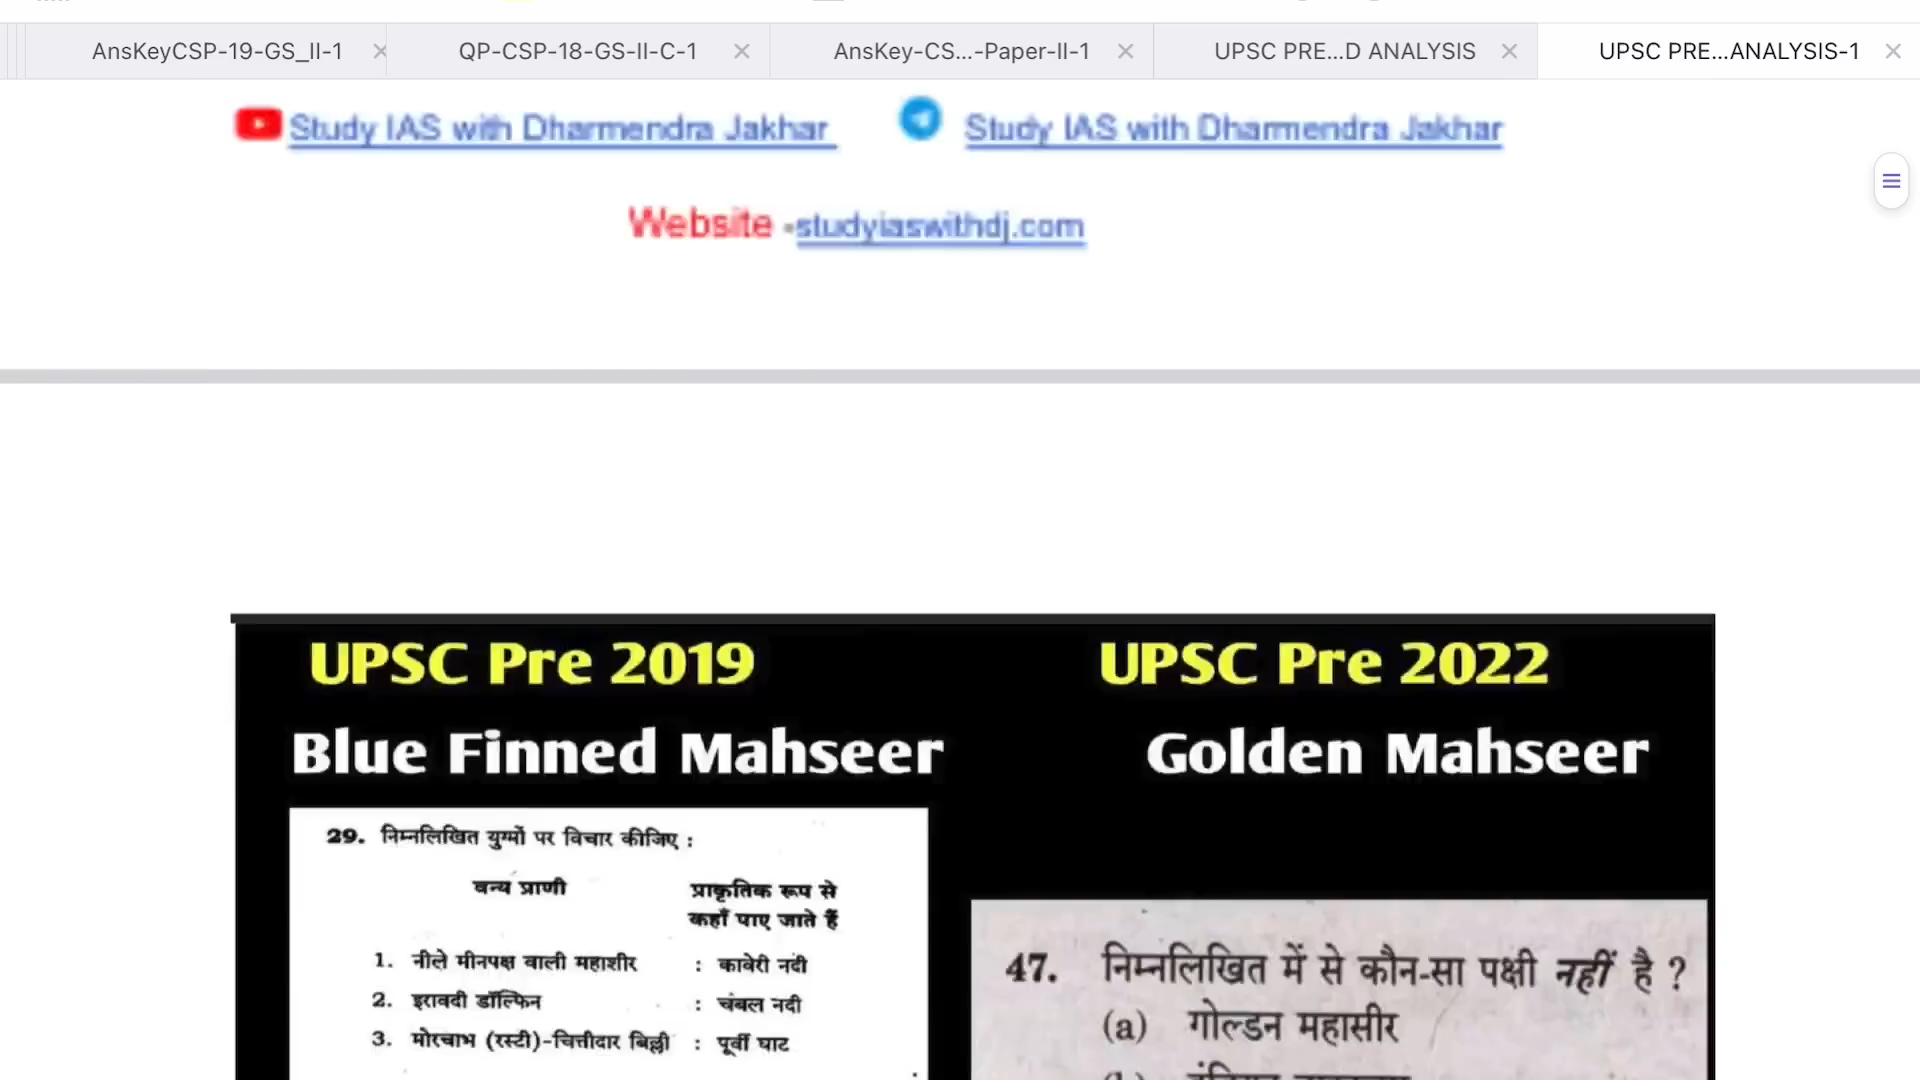 AnsKeyCSP-19-GS_II-1
QP-CSP-18-GS-II-C-1
AnsKey-CS...-Paper-II-1
UPSC PRE...D ANALYSIS
UPSC PRE...ANALYSIS-1
Study IAS with Dharmendra Jakhar
Study IAS with Dharmendra Jakhar
Website -studyiaswithdj.com
UPSC Pre 2019
UPSC Pre 2022
Blue Finned Mahseer
Golden Mahseer
29. निम्नलिखित युग्मों पर विचार कीजिए :
वन्य प्राणी
प्राकृतिक रूप से
कहाँ पाए जाते हैं
1. नीले मीनपक्ष वाली महाशीर : कावेरी नदी
2. इरावदी डॉल्फिन : चंबल नदी
3. मोरचाभ (रस्टी)-चित्तीदार बिल्ली : पूर्वी घाट
47. निम्नलिखित में से कौन-सा पक्षी नहीं है ?
(a) गोल्डन महासीर